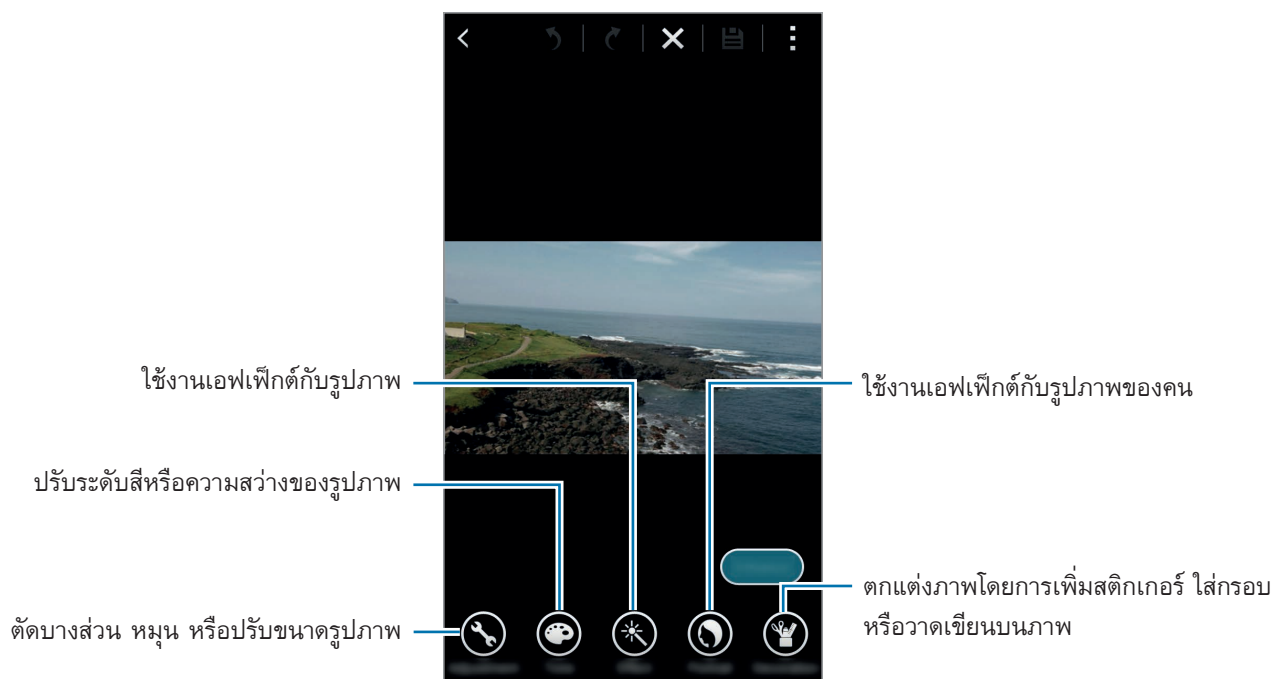 ใช้งานเอฟเฟ็กต์กับรูปภาพ
ใช้งานเอฟเฟ็กต์กับรูปภาพของคน
ปรับระดับสีหรือความสว่างของรูปภาพ
ตกแต่งภาพโดยการเพิ่มสติกเกอร์ ใส่กรอบ
หรือวาดเขียนบนภาพ
ตัดบางส่วน หมุน หรือปรับขนาดรูปภาพ